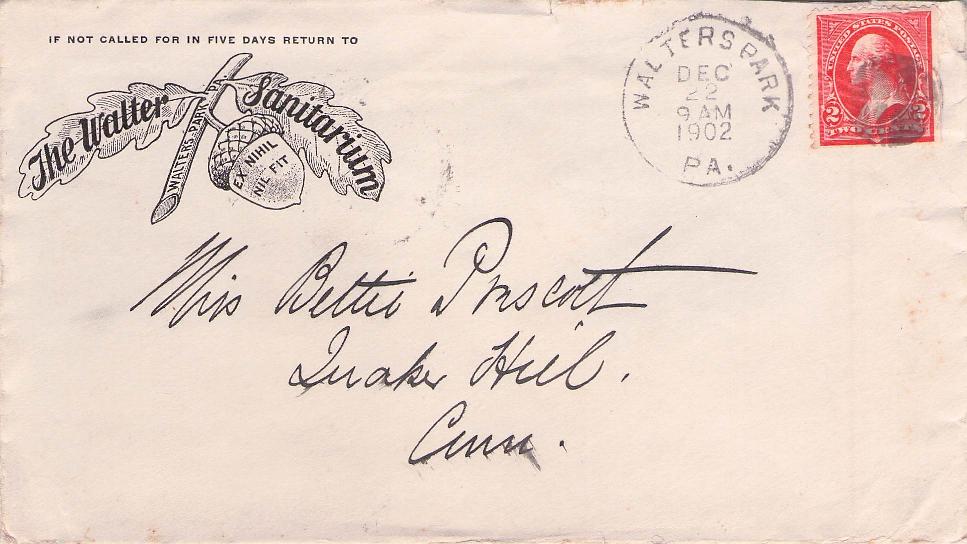 IF NOT CALLED FOR IN FIVE DAYS RETURN TO
The Walter Sanitarium
WALTERS PARK, PA.
EX NIHIL
NIL FIT
WALTERS PARK
DEC
22
9 AM
1902
PA.
UNITED STATES POSTAGE
2 2
TWO CENTS
Miss Bettie Prescott
Quaker Hill.
Conn.